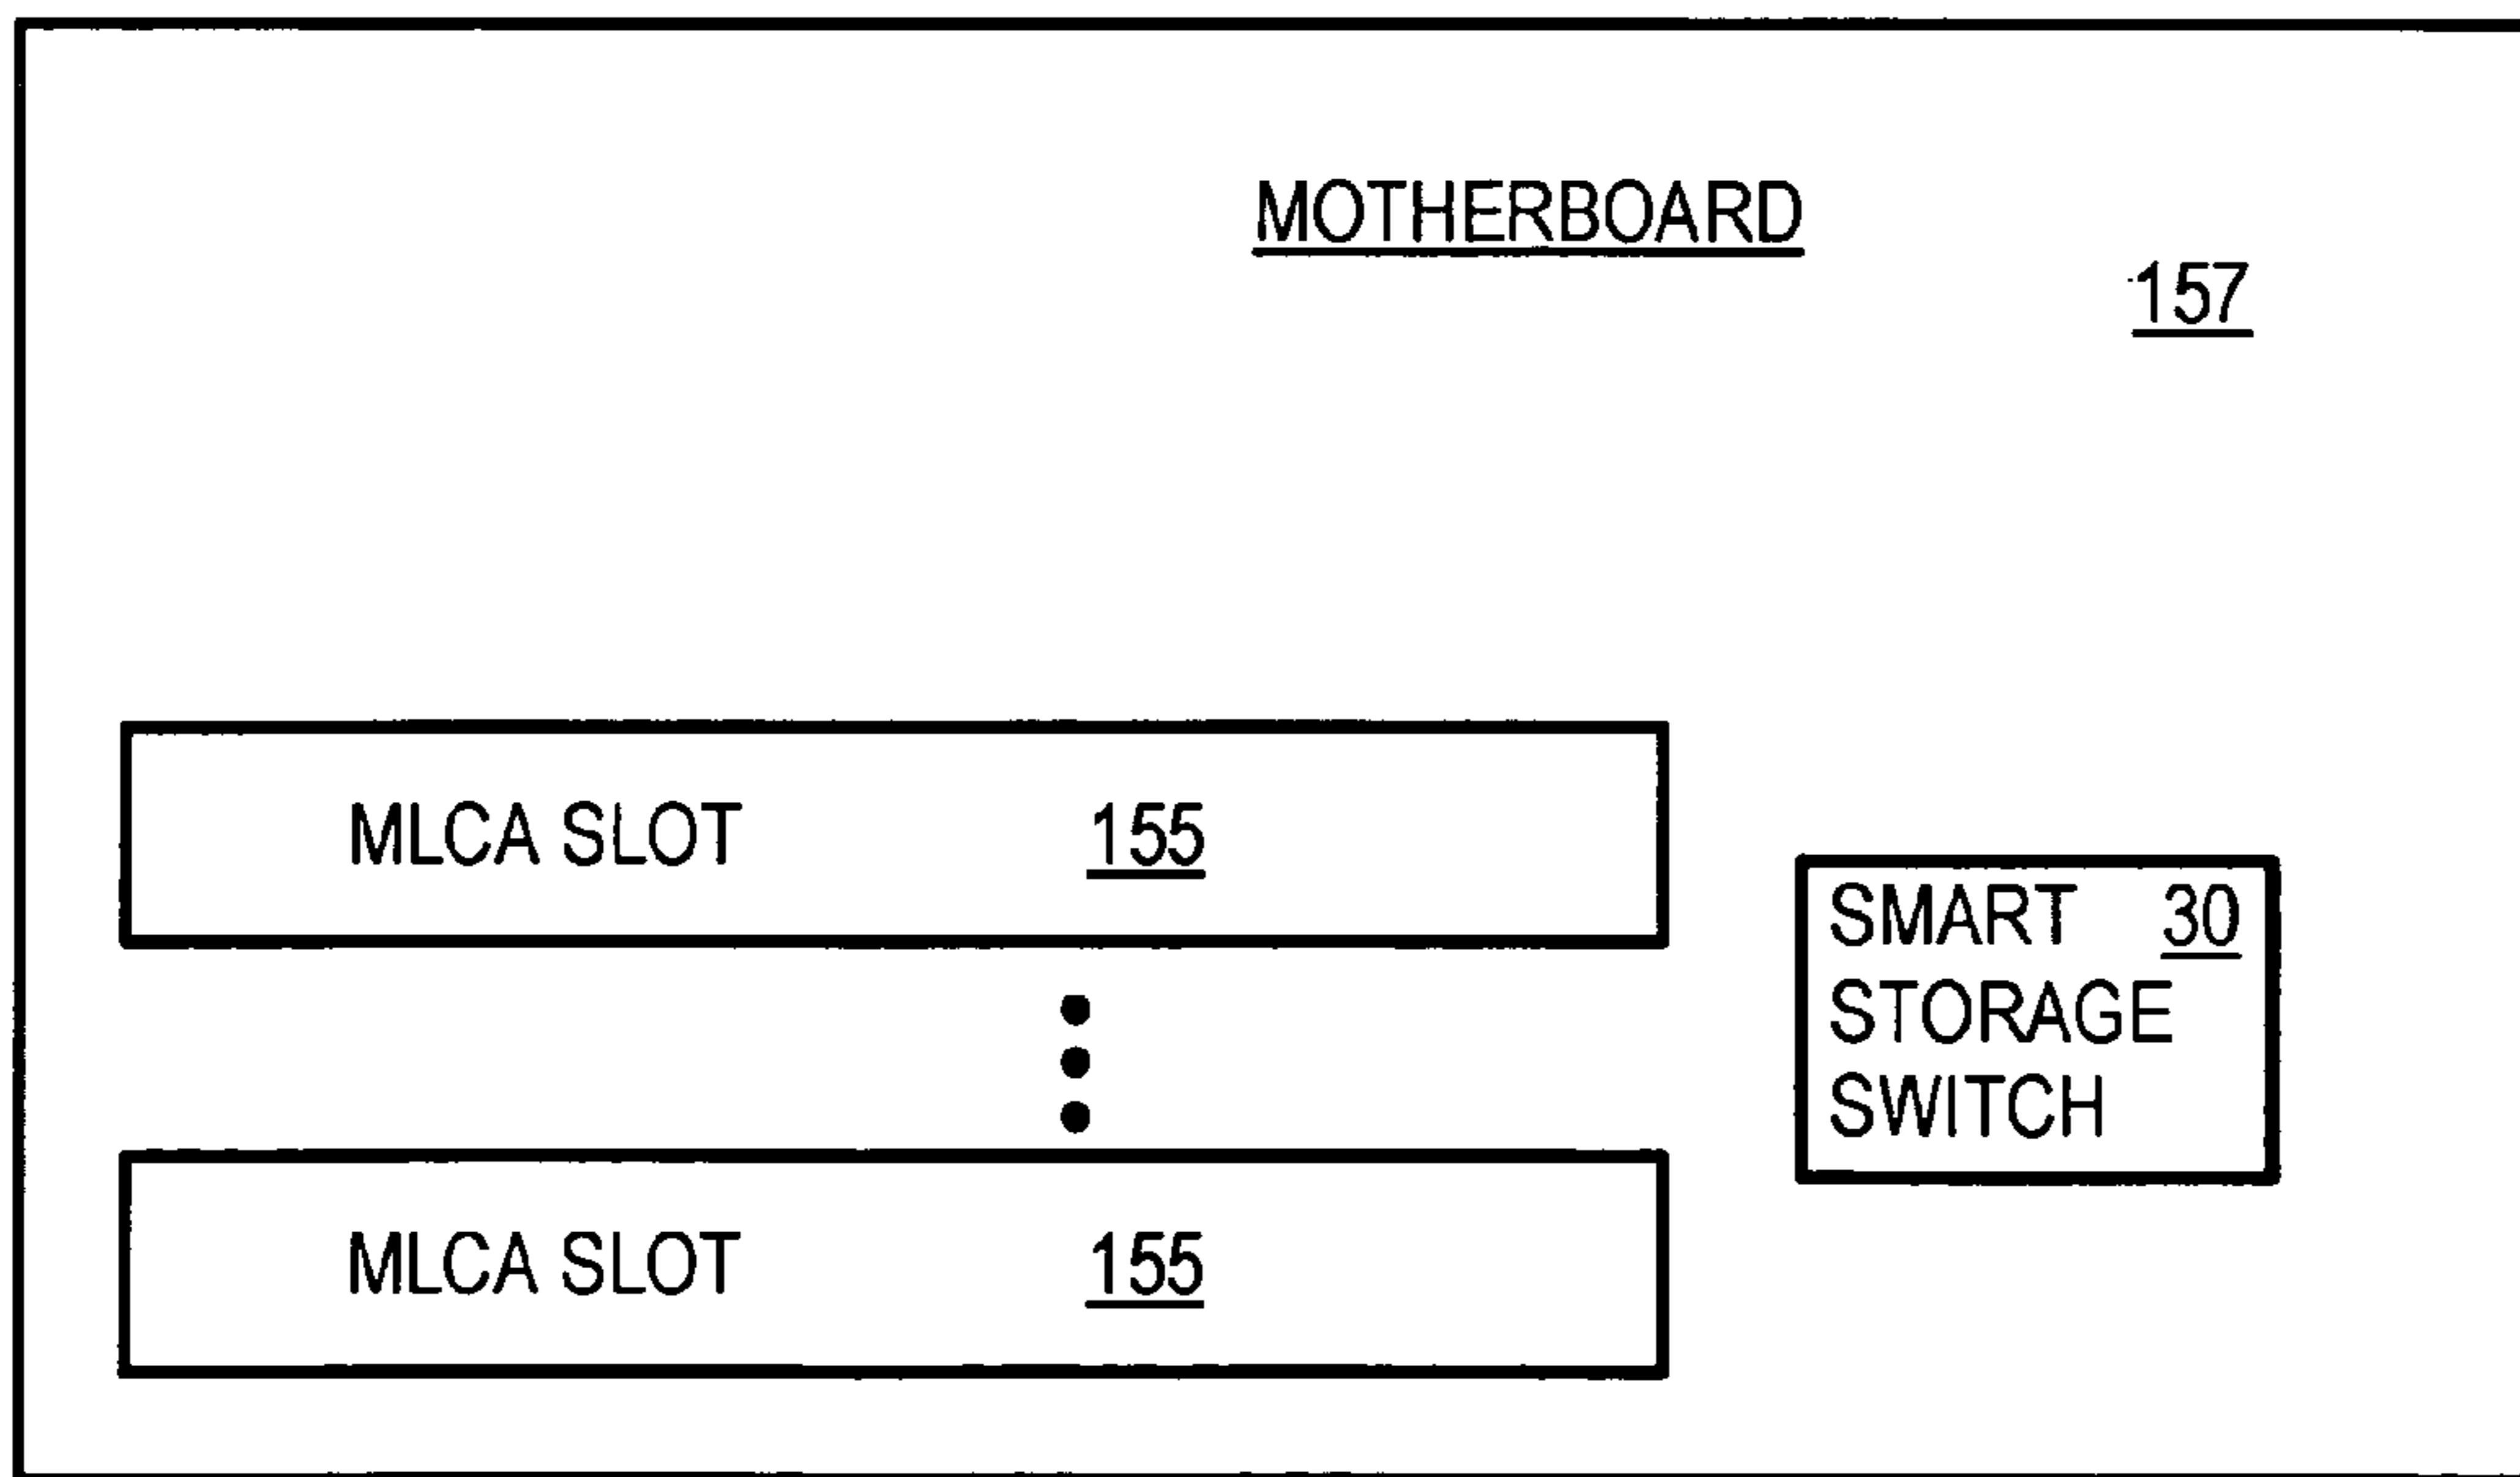 MOTHERBOARD
157
MLCA SLOT 155
SMART 30
STORAGE
SWITCH
MLCA SLOT 155